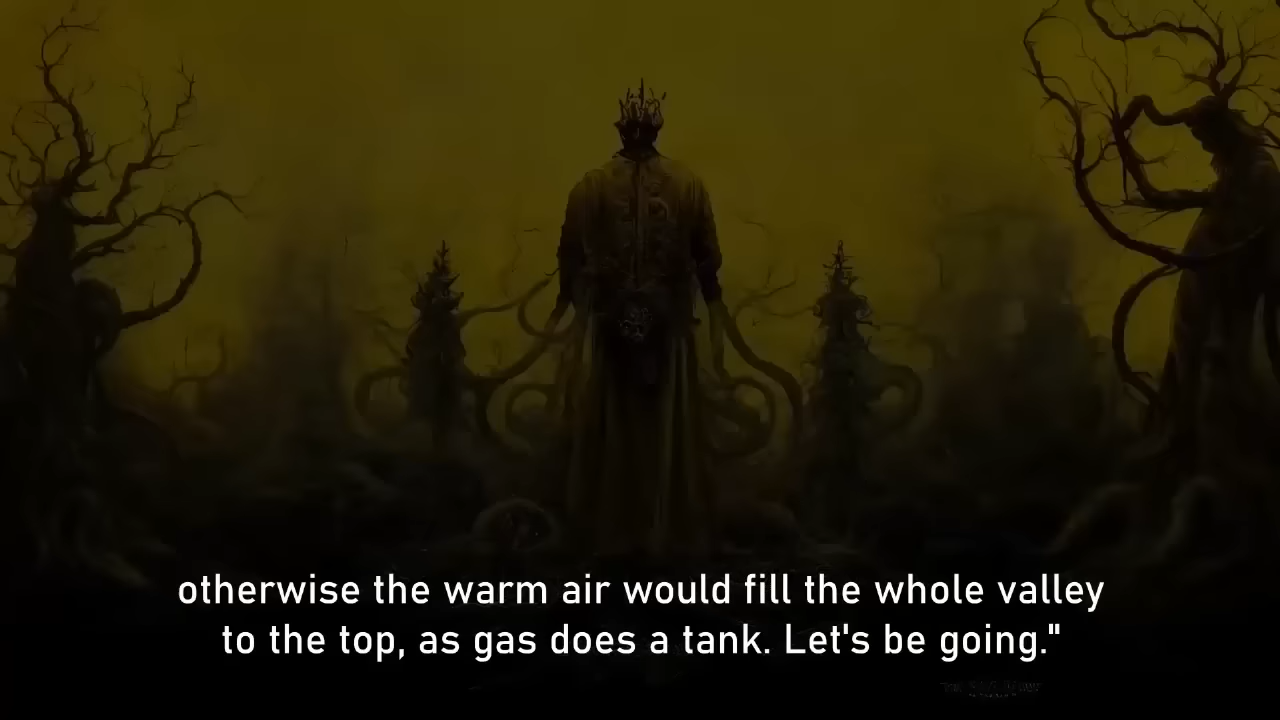 otherwise the warm air would fill the whole valley
to the top, as gas does a tank. Let's be going."